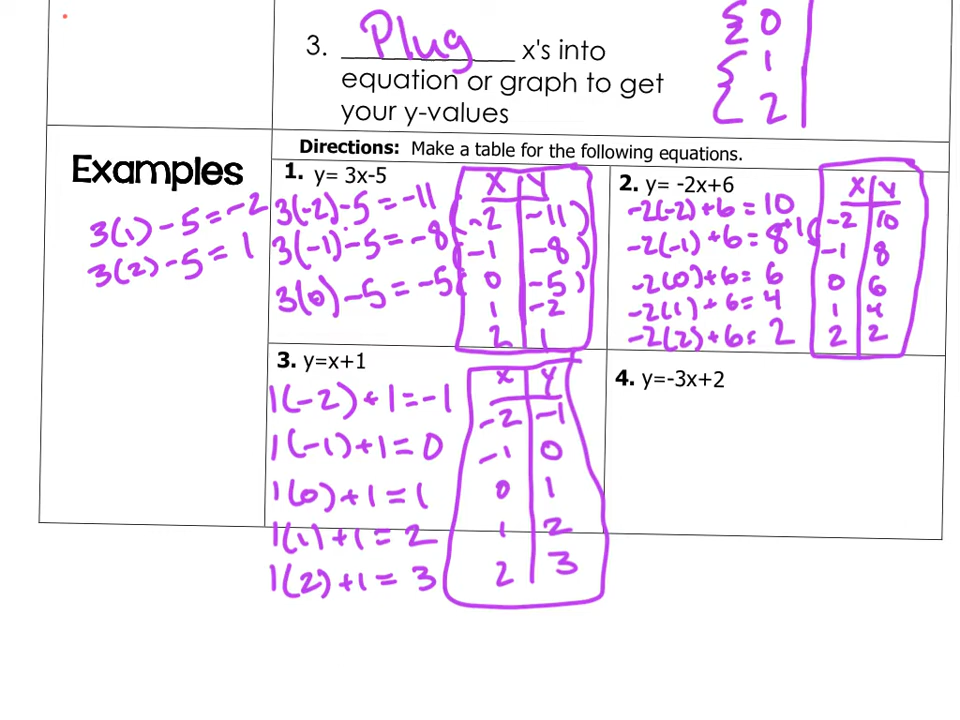 3. Plug x's into
equation or graph to get
your y-values
0
1
2
Examples
3(1)-5=-2
3(2)-5=1
Directions: Make a table for the following equations.
1. y= 3x-5
3(-2)-5=-11
3(-1)-5=-8
3(0)-5=-5
x y
-2 -11
-1 -8
0 -5
1 -2
2 1
2. y= -2x+6
-2(-2)+6=10
-2(-1)+6=8
-2(0)+6=6
-2(1)+6=4
-2(2)+6=2
x y
-2 10
-1 8
0 6
1 4
2 2
3. y=x+1
1(-2)+1=-1
1(-1)+1=0
1(0)+1=1
1(1)+1=2
1(2)+1=3
x y
-2 -1
-1 0
0 1
1 2
2 3
4. y=-3x+2